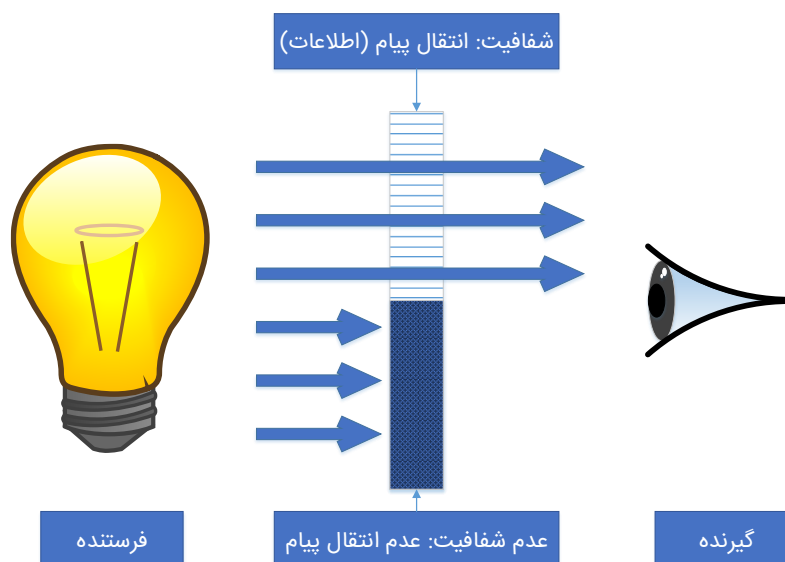 شفافیت: انتقال پیام (اطلاعات)
گیرنده
عدم شفافیت: عدم انتقال پیام
فرستنده